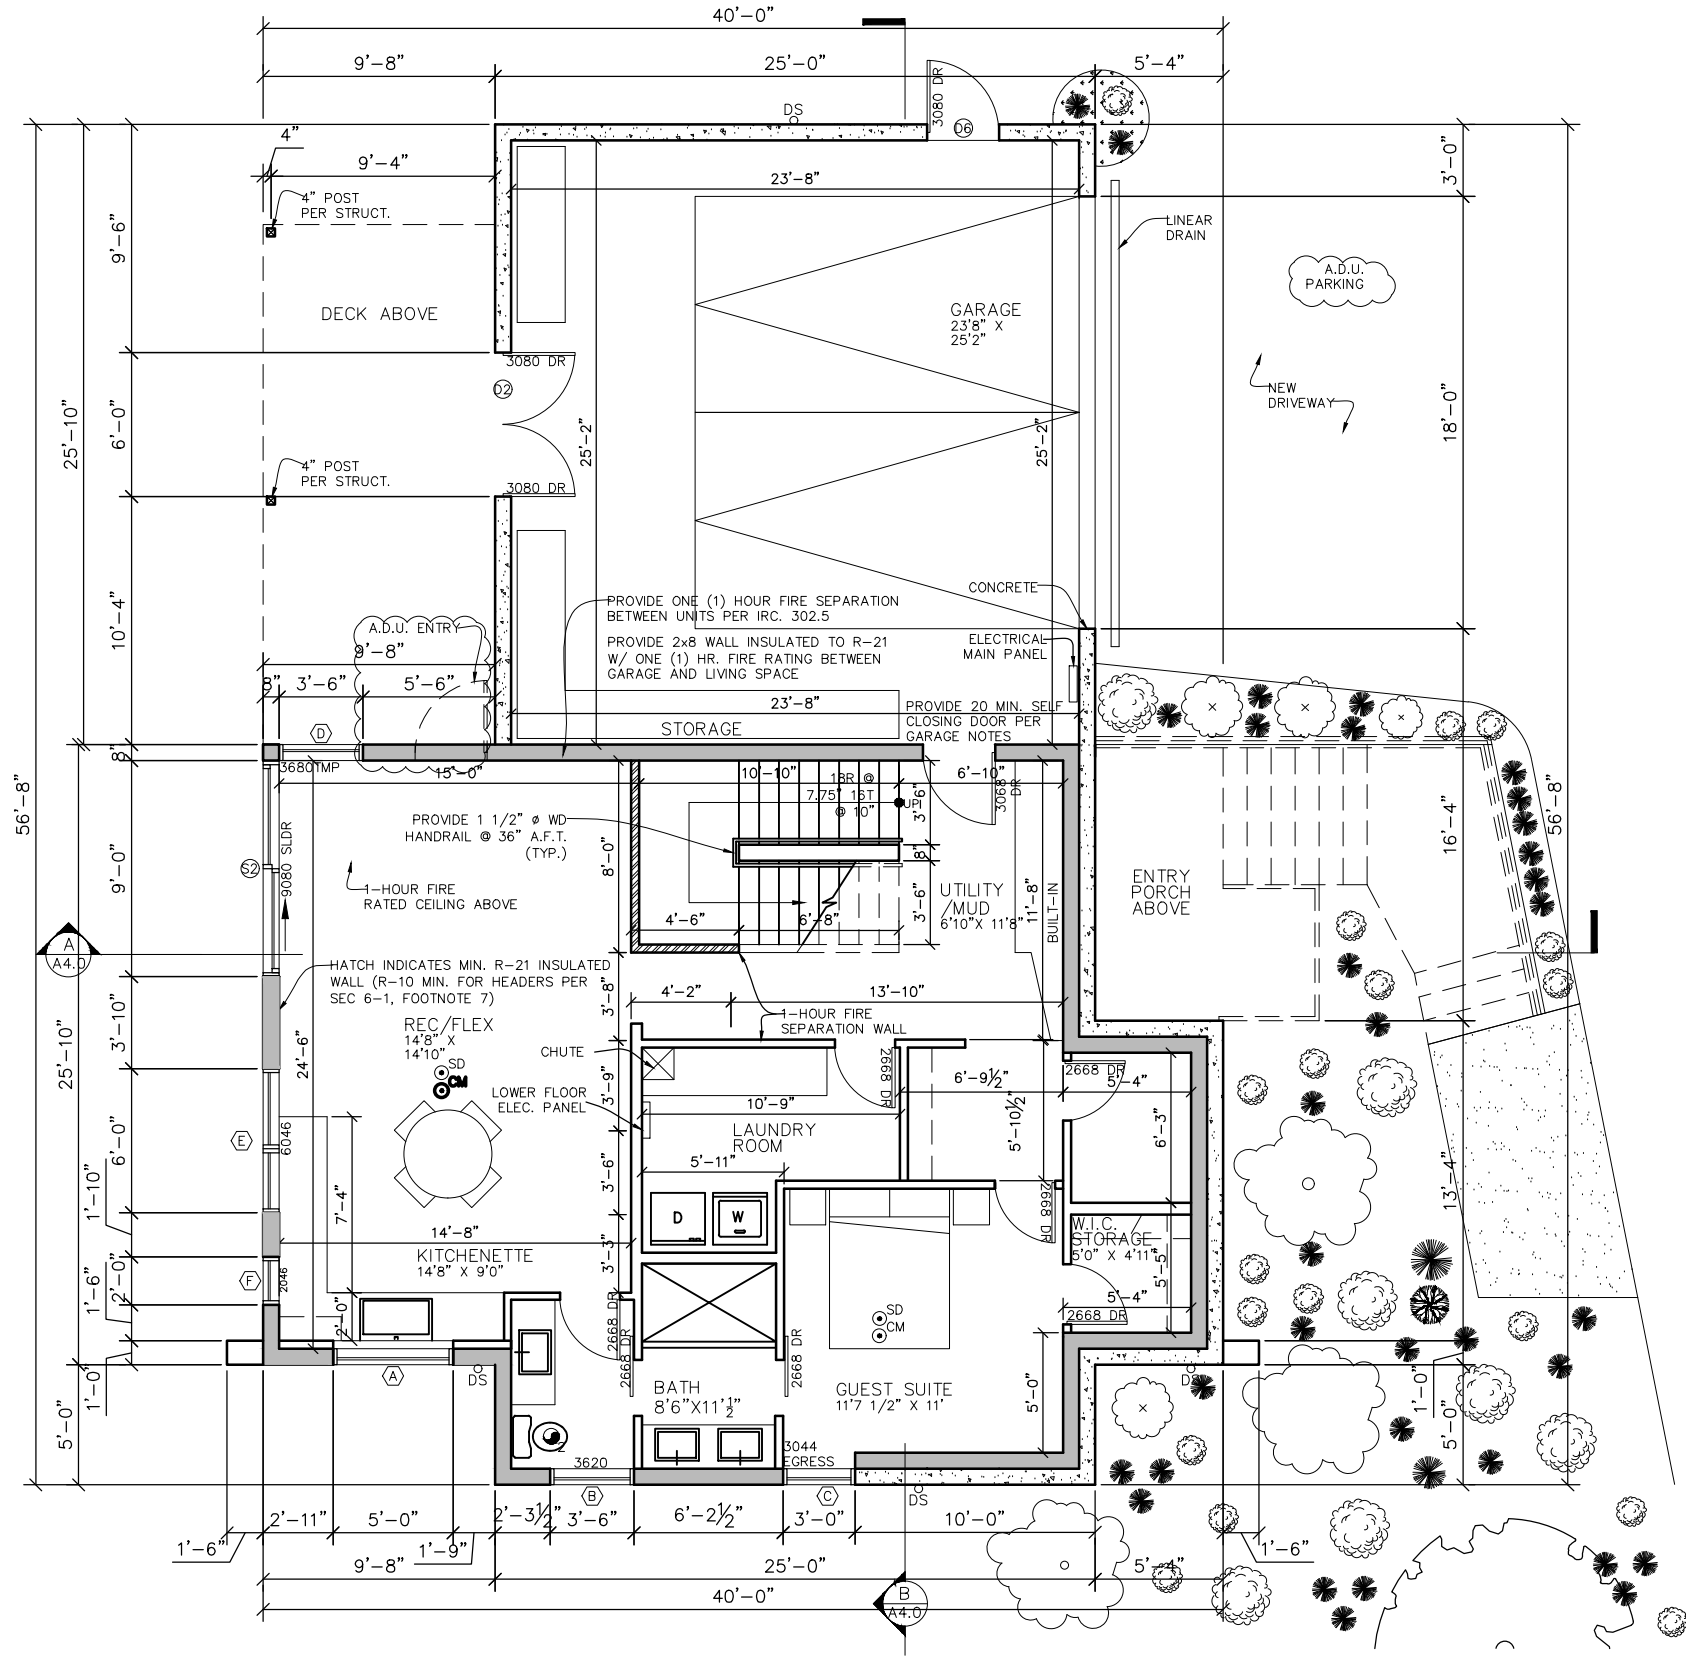 40'-0"
9'-8"
25'-0"
5'-4"
DS
3080 DR
D6
4"
9'-4"
23'-8"
3'-0"
4" POST
PER STRUCT.
LINEAR
DRAIN
9'-6"
A.D.U.
PARKING
DECK ABOVE
GARAGE
23'8" X
25'2"
3080 DR
D2
NEW
DRIVEWAY
25'-10"
6'-0"
25'-2"
25'-2"
18'-0"
4" POST
PER STRUCT.
3080 DR
10'-4"
CONCRETE
PROVIDE ONE (1) HOUR FIRE SEPARATION
BETWEEN UNITS PER IRC. 302.5
A.D.U. ENTRY
9'-8"
PROVIDE 2x8 WALL INSULATED TO R-21
W/ ONE (1) HR. FIRE RATING BETWEEN
GARAGE AND LIVING SPACE
ELECTRICAL
MAIN PANEL
8"
3'-6"
5'-6"
23'-8"
PROVIDE 20 MIN. SELF
CLOSING DOOR PER
GARAGE NOTES
STORAGE
D
8"
3680TMP
15'-0"
10'-10"
6'-10"
18R @
7.75" 16T
@ 10"
UP
3068 DR
3'-6"
56'-8"
56'-8"
PROVIDE 1 1/2" ø WD
HANDRAIL @ 36" A.F.T.
(TYP.)
9080 SLDR
S2
9'-0"
8'-0"
8"
16'-4"
1-HOUR FIRE
RATED CEILING ABOVE
3'-6"
UTILITY
/MUD
6'10"X 11'8"
11'-8"
BUILT-IN
ENTRY
PORCH
ABOVE
4'-6"
6'-8"
A
A4.0
HATCH INDICATES MIN. R-21 INSULATED
WALL (R-10 MIN. FOR HEADERS PER
SEC 6-1, FOOTNOTE 7)
3'-8"
4'-2"
13'-10"
3'-10"
25'-10"
24'-6"
REC/FLEX
14'8" X
14'10"
SD
CM
1-HOUR FIRE
SEPARATION WALL
CHUTE
2668 DR
2668 DR
6'-9½"
5'-4"
3'-9"
LOWER FLOOR
ELEC. PANEL
10'-9"
5'-10½"
6'-3"
LAUNDRY
ROOM
E
6046
6'-0"
1'-10"
7'-4"
3'-6"
5'-11"
13'-4"
D
W
2668 DR
W.I.C.
STORAGE
5'0" X 4'11"
5'-5"
14'-8"
KITCHENETTE
14'8" X 9'0"
3'-3"
F
2046
2'-0"
1'-6"
2'-0"
5'-4"
2668 DR
SD
CM
2668 DR
2668 DR
2668 DR
A
DS
DS
1'-0"
1'-0"
BATH
8'6"X11'½"
GUEST SUITE
11'7 1/2" X 11'
5'-0"
5'-0"
5'-0"
3620
3044
EGRESS
B
C
DS
1'-6"
2'-11"
5'-0"
1'-9"
2'-3½"
3'-6"
6'-2½"
3'-0"
10'-0"
1'-6"
9'-8"
25'-0"
5'-4"
40'-0"
B
A4.0